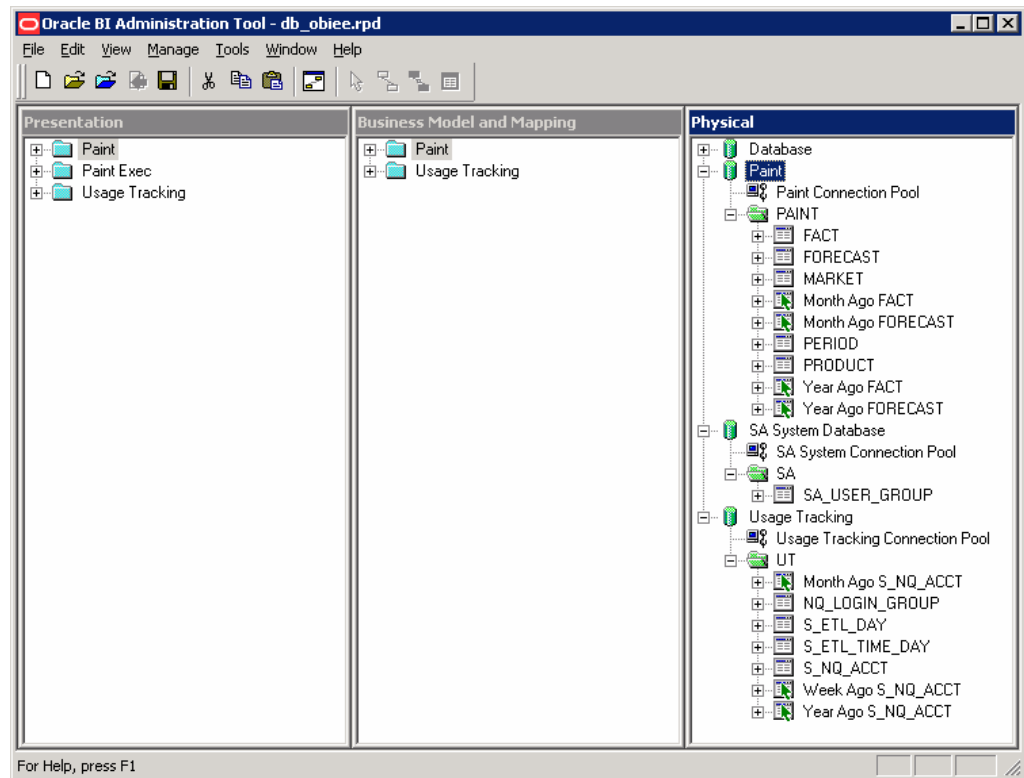 Oracle BI Administration Tool - db_obiee.rpd
File Edit View Manage Tools Window Help
Presentation
Paint
Paint Exec
Usage Tracking
Business Model and Mapping
Paint
Usage Tracking
Physical
Database
Paint
Paint Connection Pool
PAINT
FACT
FORECAST
MARKET
Month Ago FACT
Month Ago FORECAST
PERIOD
PRODUCT
Year Ago FACT
Year Ago FORECAST
SA System Database
SA System Connection Pool
SA
SA_USER_GROUP
Usage Tracking
Usage Tracking Connection Pool
UT
Month Ago S_NQ_ACCT
NQ_LOGIN_GROUP
S_ETL_DAY
S_ETL_TIME_DAY
S_NQ_ACCT
Week Ago S_NQ_ACCT
Year Ago S_NQ_ACCT
For Help, press F1